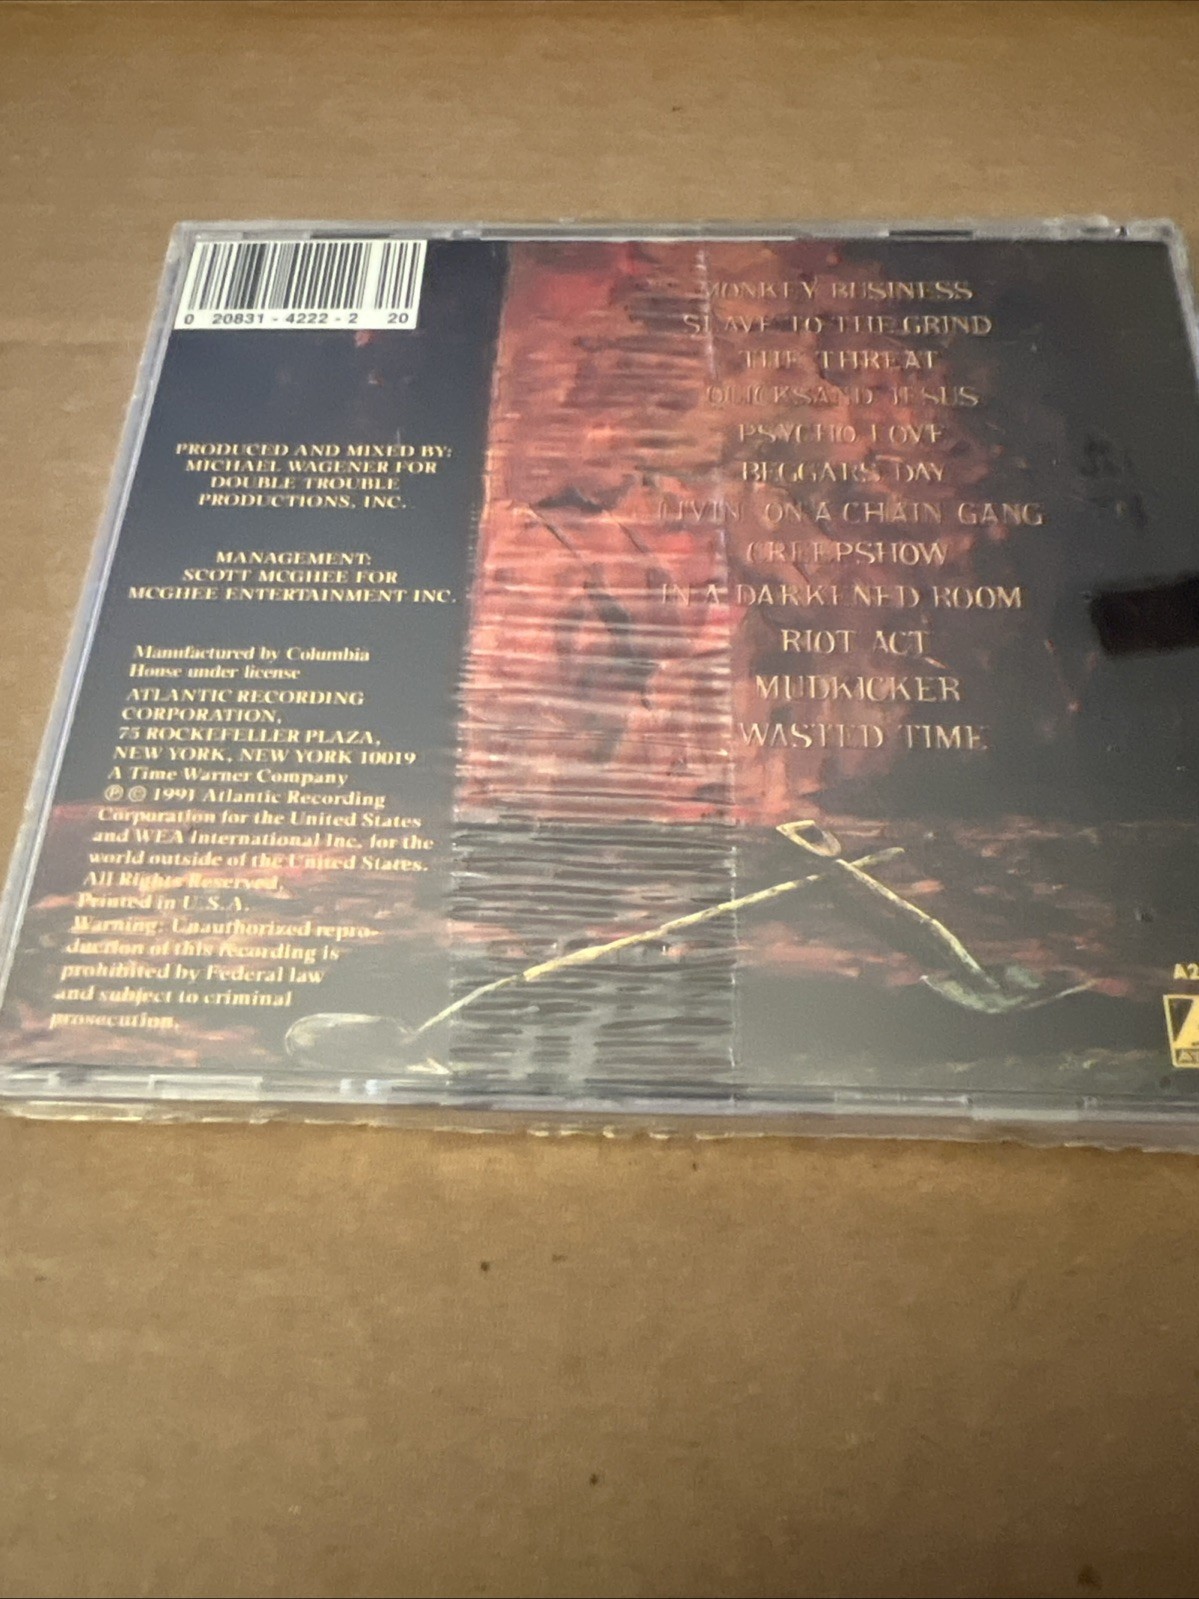 0 20831 - 4222 - 2 20
PRODUCED AND MIXED BY:
MICHAEL WAGENER FOR
DOUBLE TROUBLE
PRODUCTIONS, INC.
MANAGEMENT:
SCOTT MCGHEE FOR
MCGHEE ENTERTAINMENT INC.
Manufactured by Columbia
House under license
ATLANTIC RECORDING
CORPORATION,
75 ROCKEFELLER PLAZA,
NEW YORK, NEW YORK 10019
A Time Warner Company
℗ © 1991 Atlantic Recording
Corporation for the United States
and WEA International Inc. for the
world outside of the United States.
All Rights Reserved.
Printed in U.S.A.
Warning: Unauthorized repro-
duction of this recording is
prohibited by Federal law
and subject to criminal
prosecution.
MONKEY BUSINESS
SLAVE TO THE GRIND
THE THREAT
QUICKSAND JESUS
PSYCHO LOVE
BEGGARS DAY
LIVIN' ON A CHAIN GANG
CREEPSHOW
IN A DARKENED ROOM
RIOT ACT
MUDKICKER
WASTED TIME
A2